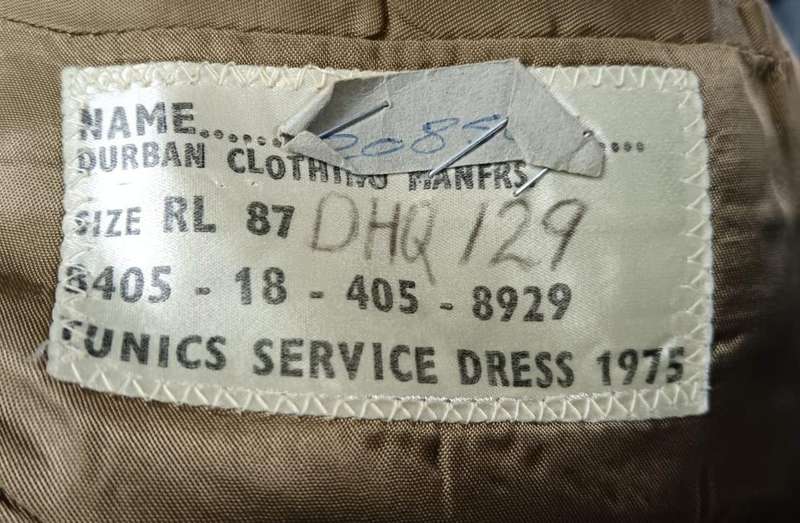 NAME..........
DURBAN CLOTHING MANFRS.
SIZE RL 87 DHQ 129
8405 - 18 - 405 - 8929
TUNICS SERVICE DRESS 1975